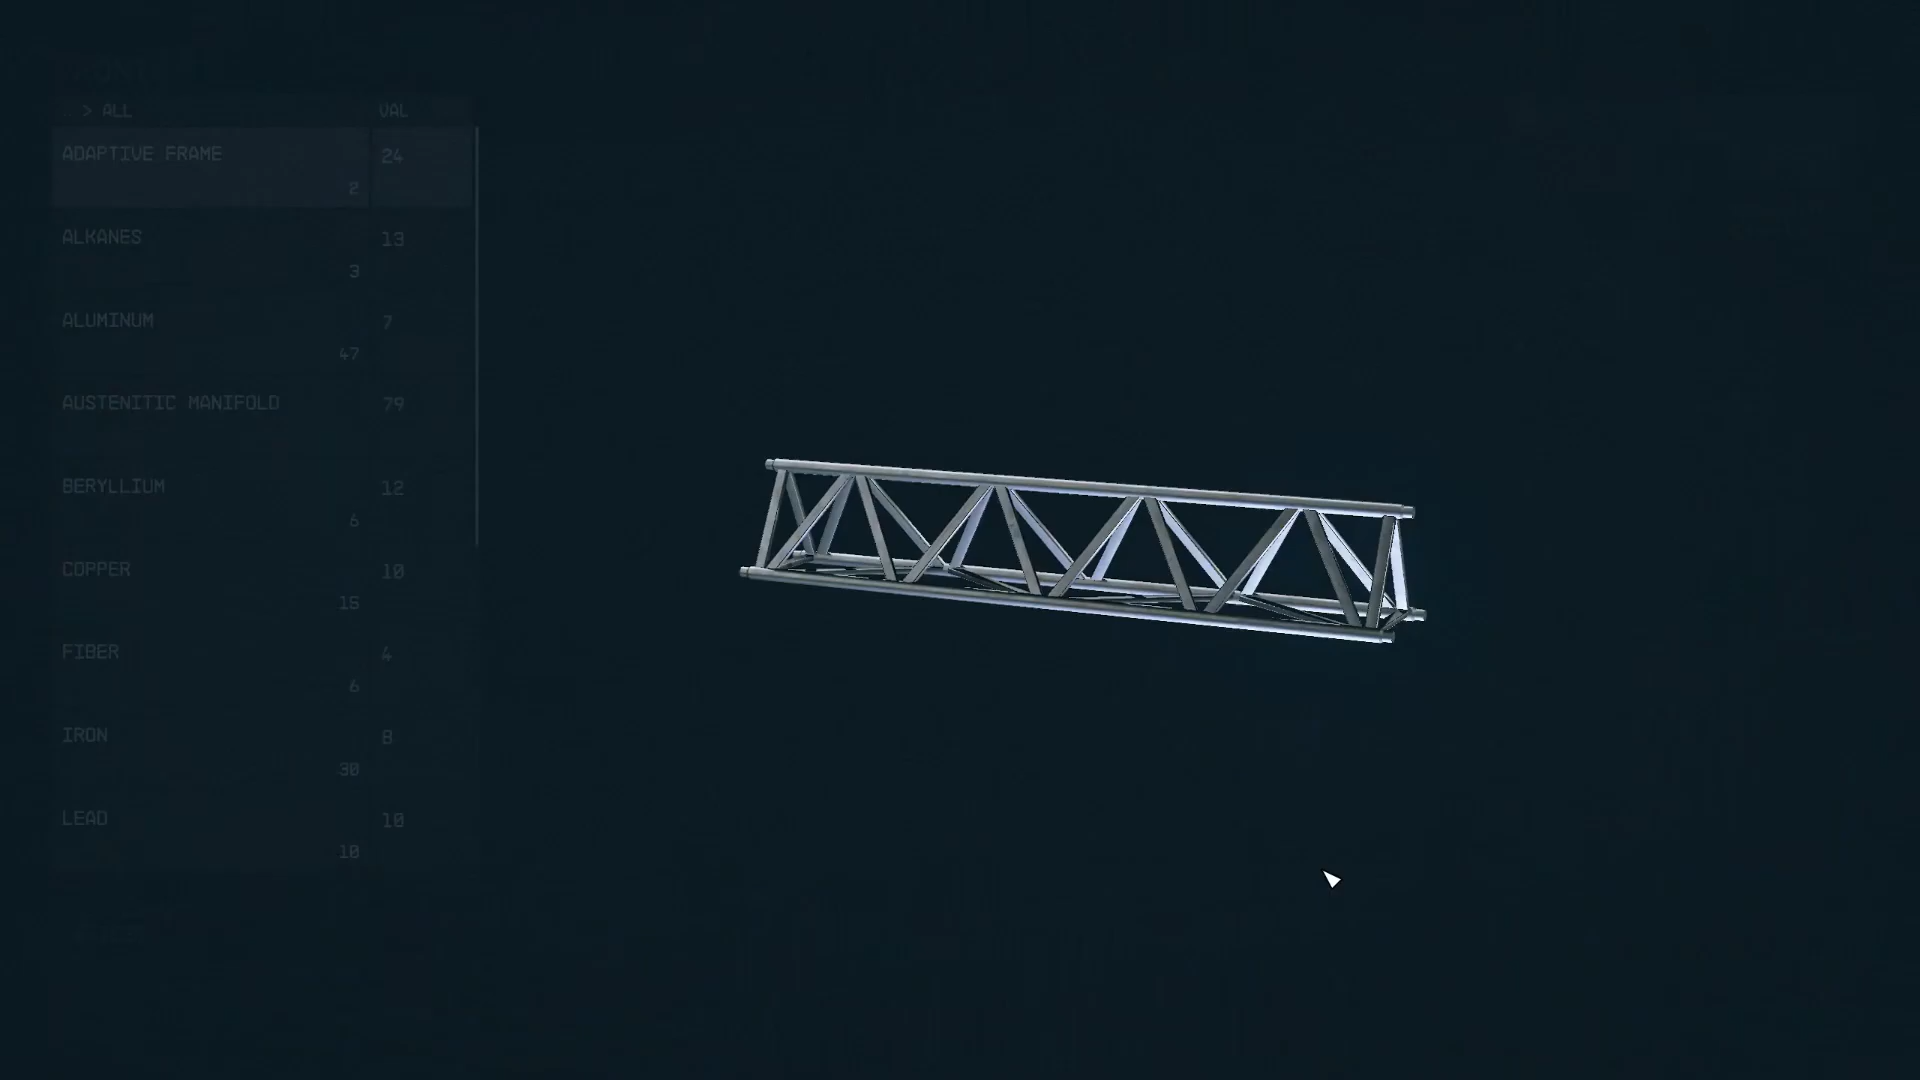 .. > ALL VAL
ADAPTIVE FRAME 24
2
ALKANES 13
3
ALUMINUM 7
47
AUSTENITIC MANIFOLD 79
BERYLLIUM 12
6
COPPER 10
15
FIBER 4
6
IRON 8
30
LEAD 10
10